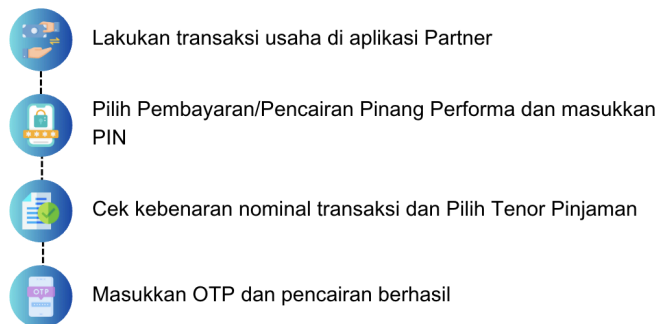 Lakukan transaksi usaha di aplikasi Partner
Pilih Pembayaran/Pencairan Pinang Performa dan masukkan
PIN
Cek kebenaran nominal transaksi dan Pilih Tenor Pinjaman
OTP
Masukkan OTP dan pencairan berhasil